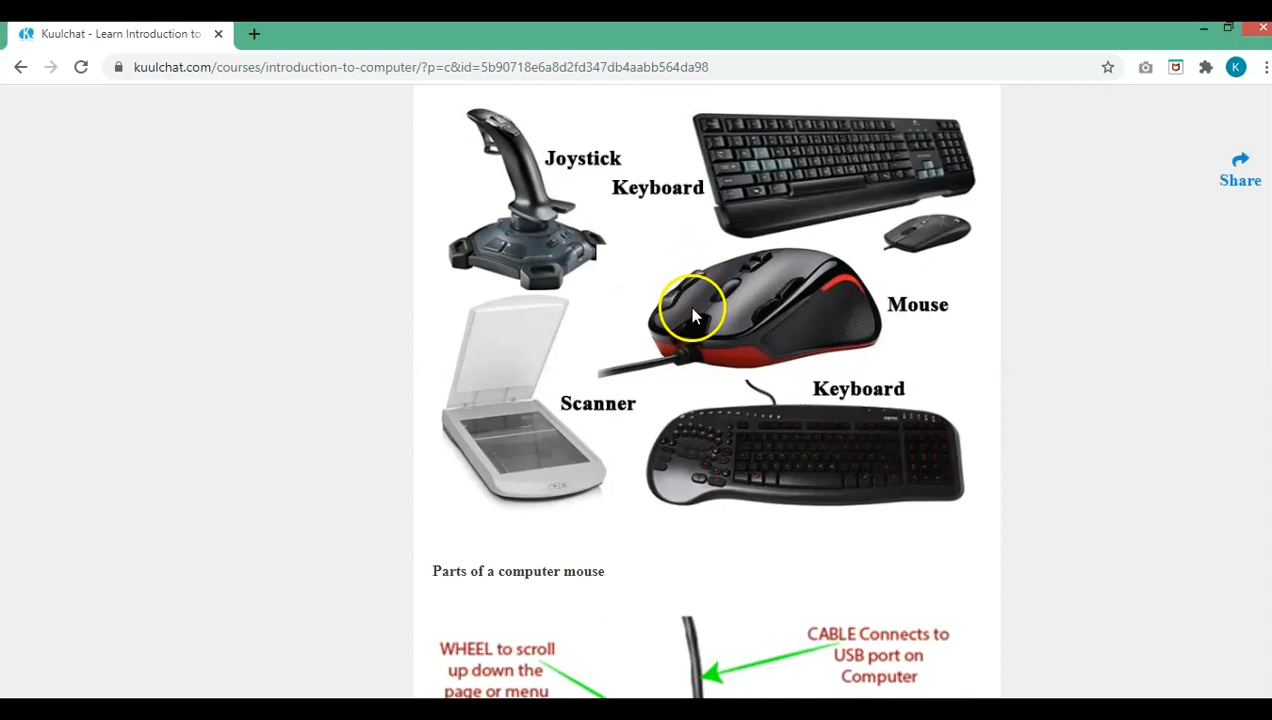 Kuulchat - Learn Introduction to
kuulchat.com/courses/introduction-to-computer/?p=c&id=5b90718e6a8d2fd347db4aabb564da98
K
Share
Joystick
Keyboard
Mouse
Keyboard
Scanner
Parts of a computer mouse
WHEEL to scroll
up down the
page or menu
CABLE Connects to
USB port on
Computer